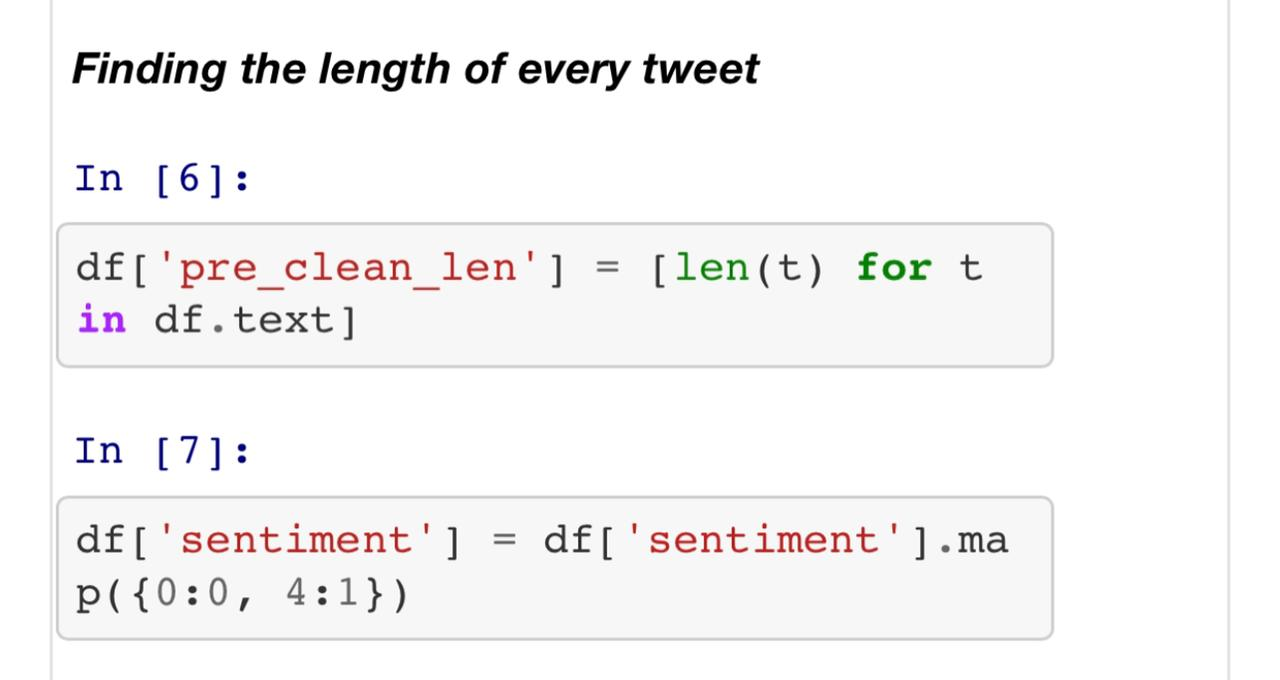 Finding the length of every tweet
In [6]:
df['pre_clean_len'] = [len(t) for t
in df.text]
In [7]:
df['sentiment'] = df['sentiment'].ma
p({0:0, 4:1})